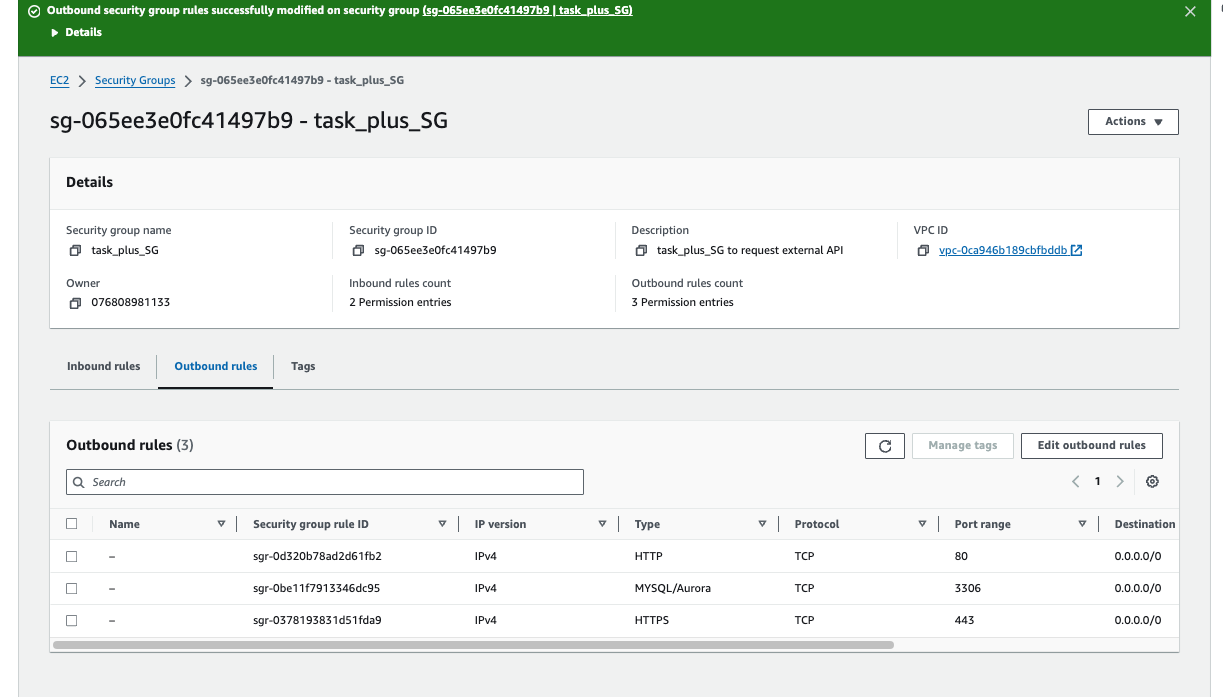 Outbound security group rules successfully modified on security group (sg-065ee3e0fc41497b9 | task_plus_SG)
Details
EC2 > Security Groups > sg-065ee3e0fc41497b9 - task_plus_SG
sg-065ee3e0fc41497b9 - task_plus_SG
Actions
Details
Security group name
task_plus_SG
Security group ID
sg-065ee3e0fc41497b9
Description
task_plus_SG to request external API
VPC ID
vpc-0ca946b189cbfbddb
Owner
076808981133
Inbound rules count
2 Permission entries
Outbound rules count
3 Permission entries
Inbound rules
Outbound rules
Tags
Outbound rules (3)
Manage tags
Edit outbound rules
Search
1
Name Security group rule ID IP version Type Protocol Port range Destination
– sgr-0d320b78ad2d61fb2 IPv4 HTTP TCP 80 0.0.0.0/0
– sgr-0be11f7913346dc95 IPv4 MYSQL/Aurora TCP 3306 0.0.0.0/0
– sgr-0378193831d51fda9 IPv4 HTTPS TCP 443 0.0.0.0/0